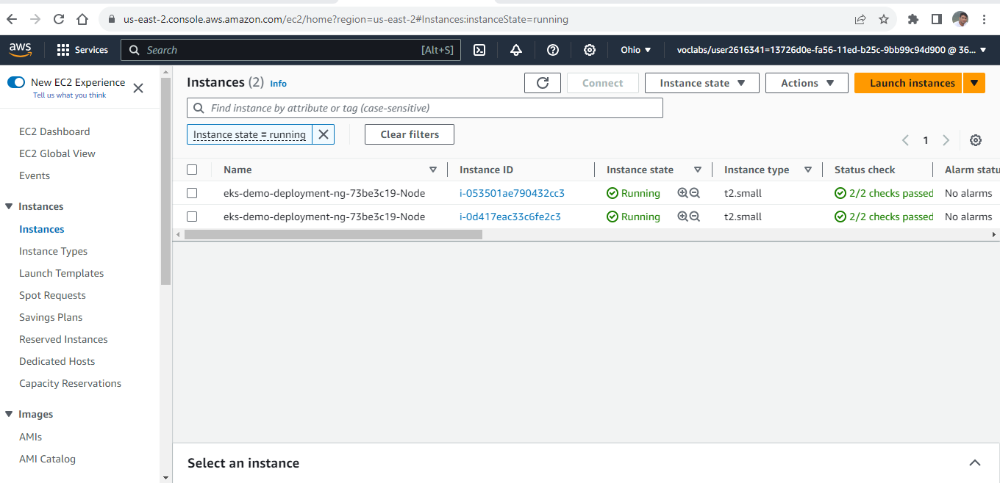 us-east-2.console.aws.amazon.com/ec2/home?region=us-east-2#Instances:instanceState=running
aws Services Search [Alt+S] Ohio voclabs/user2616341=13726d0e-fa56-11ed-b25c-9bb99c94d900 @ 36...
New EC2 Experience
Tell us what you think
EC2 Dashboard
EC2 Global View
Events
Instances
Instances
Instance Types
Launch Templates
Spot Requests
Savings Plans
Reserved Instances
Dedicated Hosts
Capacity Reservations
Images
AMIs
AMI Catalog
Instances (2) Info Connect Instance state Actions Launch instances
Find instance by attribute or tag (case-sensitive)
Instance state = running Clear filters
1
Name Instance ID Instance state Instance type Status check Alarm statu
eks-demo-deployment-ng-73be3c19-Node i-053501ae790432cc3 Running t2.small 2/2 checks passed No alarms
eks-demo-deployment-ng-73be3c19-Node i-0d417eac33c6fe2c3 Running t2.small 2/2 checks passed No alarms
Select an instance